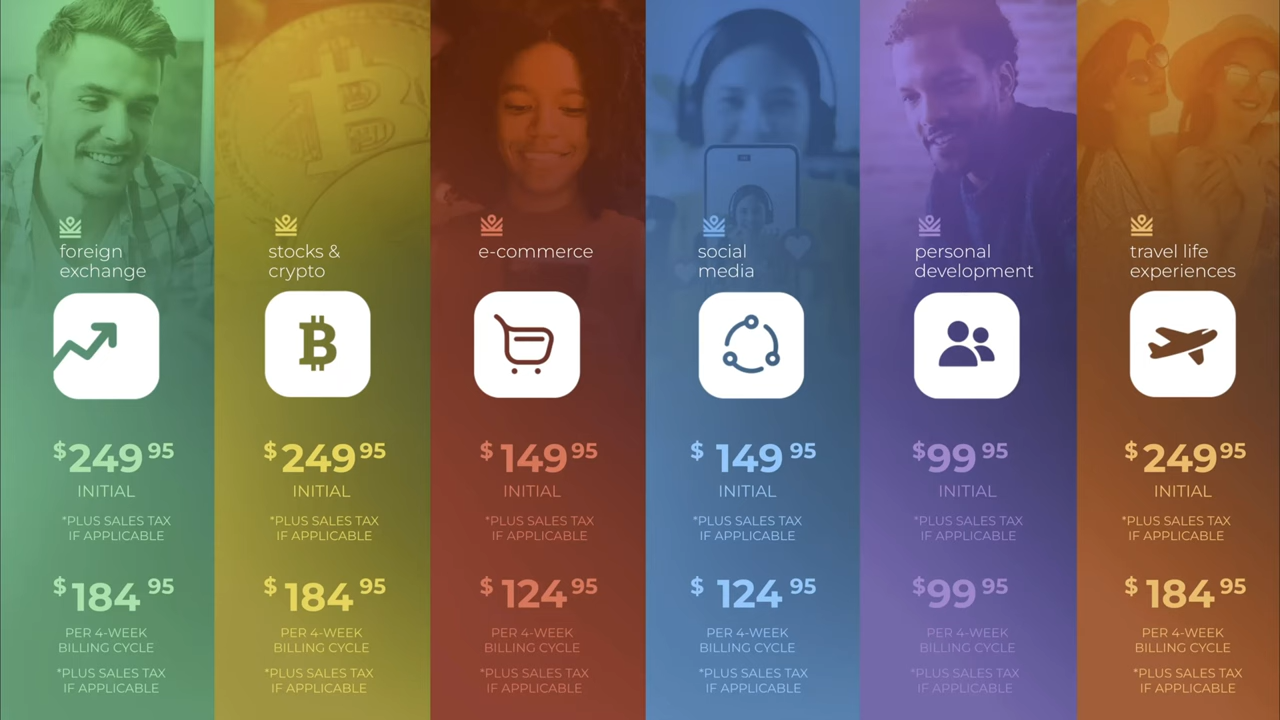 foreign
exchange
$249 95
INITIAL
*PLUS SALES TAX
IF APPLICABLE
$184 95
PER 4-WEEK
BILLING CYCLE
*PLUS SALES TAX
IF APPLICABLE
stocks &
crypto
$249 95
INITIAL
*PLUS SALES TAX
IF APPLICABLE
$184 95
PER 4-WEEK
BILLING CYCLE
*PLUS SALES TAX
IF APPLICABLE
e-commerce
$149 95
INITIAL
*PLUS SALES TAX
IF APPLICABLE
$124 95
PER 4-WEEK
BILLING CYCLE
*PLUS SALES TAX
IF APPLICABLE
social
media
$149 95
INITIAL
*PLUS SALES TAX
IF APPLICABLE
$124 95
PER 4-WEEK
BILLING CYCLE
*PLUS SALES TAX
IF APPLICABLE
personal
development
$99 95
INITIAL
*PLUS SALES TAX
IF APPLICABLE
$99 95
PER 4-WEEK
BILLING CYCLE
*PLUS SALES TAX
IF APPLICABLE
travel life
experiences
$249 95
INITIAL
*PLUS SALES TAX
IF APPLICABLE
$184 95
PER 4-WEEK
BILLING CYCLE
*PLUS SALES TAX
IF APPLICABLE